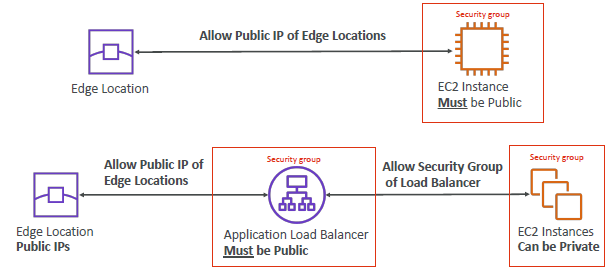 Security group
Allow Public IP of Edge Locations
Edge Location
EC2 Instance
Must be Public
Security group
Security group
Allow Public IP of
Edge Locations
Allow Security Group
of Load Balancer
Edge Location
Public IPs
Application Load Balancer
Must be Public
EC2 Instances
Can be Private